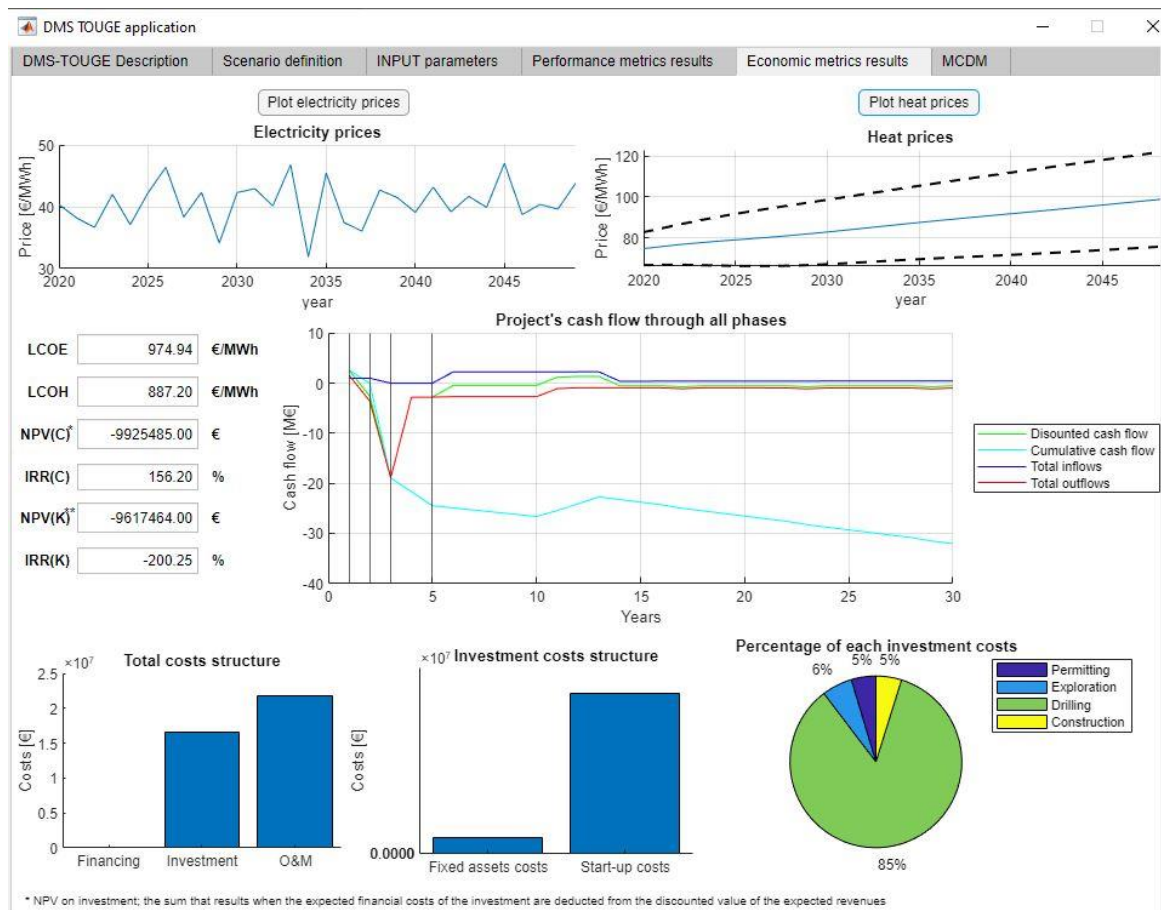 DMS TOUGE application
DMS-TOUGE Description Scenario definition INPUT parameters Performance metrics results Economic metrics results MCDM
Plot electricity prices
Electricity prices
Price [€/MWh]
50
40
30
2020 2025 2030 2035 2040 2045
year
Plot heat prices
Heat prices
Price [€/MWh]
120
100
80
2020 2025 2030 2035 2040 2045
year
LCOE 974.94 €/MWh
LCOH 887.20 €/MWh
NPV(C)* -9925485.00 €
IRR(C) 156.20 %
NPV(K)** -9617464.00 €
IRR(K) -200.25 %
Project's cash flow through all phases
Cash flow [M€]
10
0
-10
-20
-30
-40
0 5 10 15 20 25 30
Years
Disounted cash flow
Cumulative cash flow
Total inflows
Total outflows
×10⁷ Total costs structure
Costs [€]
2.5
2
1.5
1
0.5
0
Financing Investment O&M
×10⁷ Investment costs structure
Costs [€]
0.0000
Fixed assets costs Start-up costs
Percentage of each investment costs
6% 5% 5%
85%
Permitting
Exploration
Drilling
Construction
* NPV on investment; the sum that results when the expected financial costs of the investment are deducted from the discounted value of the expected revenues